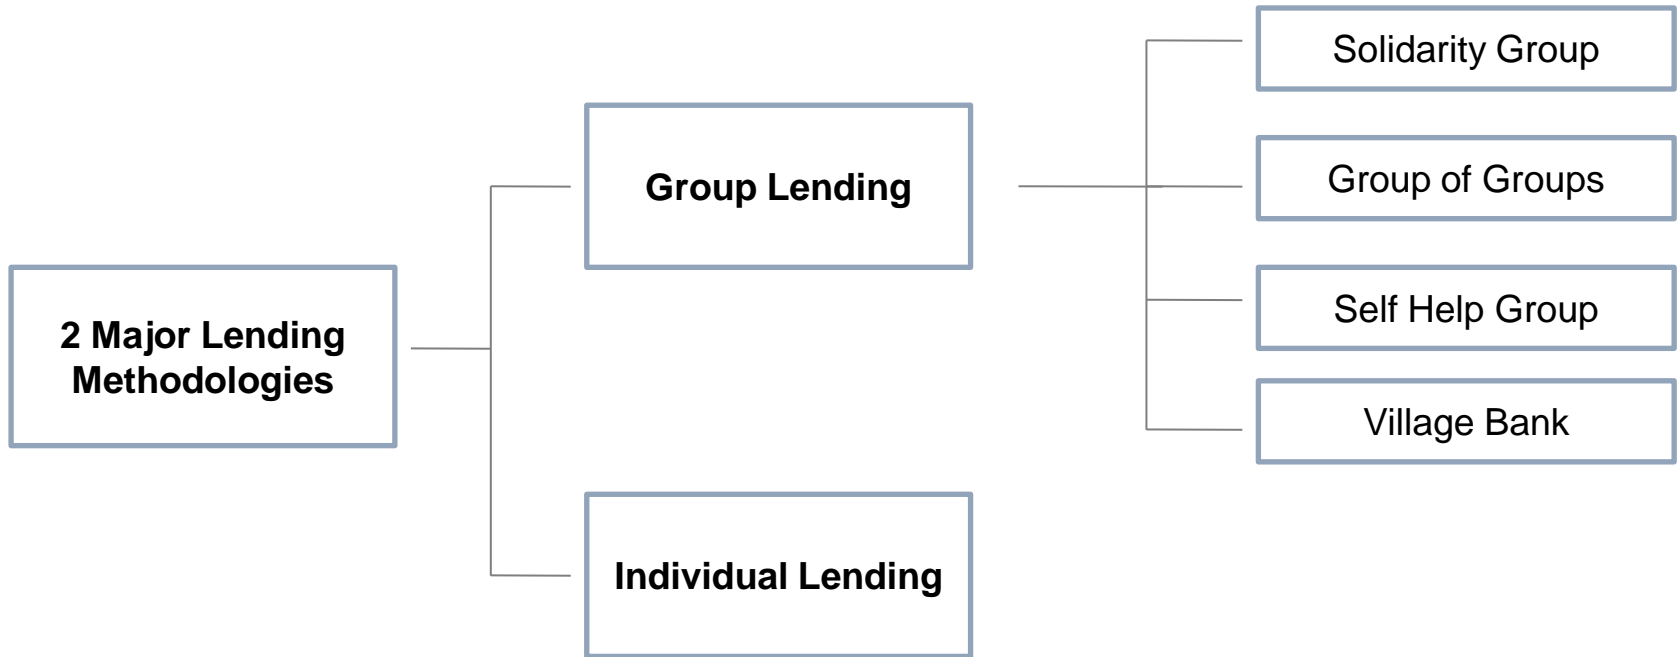 2 Major Lending
Methodologies
Group Lending
Individual Lending
Solidarity Group
Group of Groups
Self Help Group
Village Bank